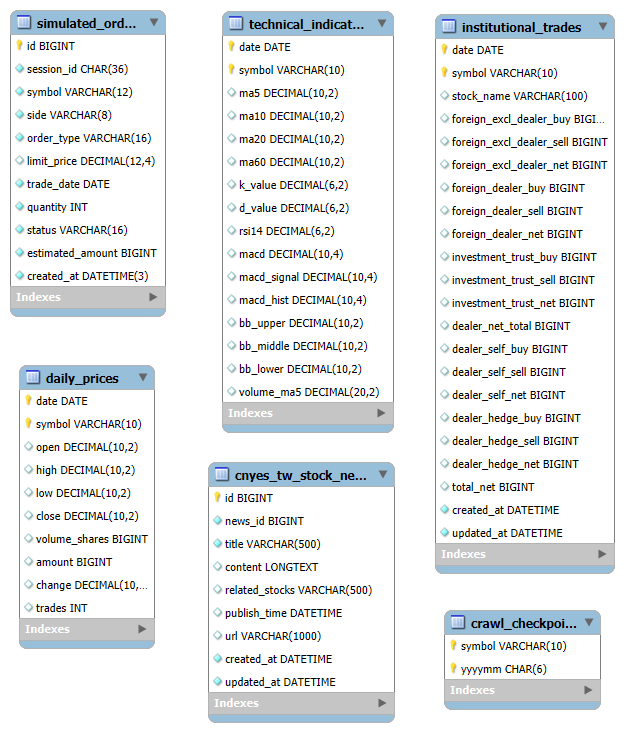 simulated_ord...
id BIGINT
session_id CHAR(36)
symbol VARCHAR(12)
side VARCHAR(8)
order_type VARCHAR(16)
limit_price DECIMAL(12,4)
trade_date DATE
quantity INT
status VARCHAR(16)
estimated_amount BIGINT
created_at DATETIME(3)
Indexes
technical_indicat...
date DATE
symbol VARCHAR(10)
ma5 DECIMAL(10,2)
ma10 DECIMAL(10,2)
ma20 DECIMAL(10,2)
ma60 DECIMAL(10,2)
k_value DECIMAL(6,2)
d_value DECIMAL(6,2)
rsi14 DECIMAL(6,2)
macd DECIMAL(10,4)
macd_signal DECIMAL(10,4)
macd_hist DECIMAL(10,4)
bb_upper DECIMAL(10,2)
bb_middle DECIMAL(10,2)
bb_lower DECIMAL(10,2)
volume_ma5 DECIMAL(20,2)
Indexes
institutional_trades
date DATE
symbol VARCHAR(10)
stock_name VARCHAR(100)
foreign_excl_dealer_buy BIGI...
foreign_excl_dealer_sell BIGINT
foreign_excl_dealer_net BIGINT
foreign_dealer_buy BIGINT
foreign_dealer_sell BIGINT
foreign_dealer_net BIGINT
investment_trust_buy BIGINT
investment_trust_sell BIGINT
investment_trust_net BIGINT
dealer_net_total BIGINT
dealer_self_buy BIGINT
dealer_self_sell BIGINT
dealer_self_net BIGINT
dealer_hedge_buy BIGINT
dealer_hedge_sell BIGINT
dealer_hedge_net BIGINT
total_net BIGINT
created_at DATETIME
updated_at DATETIME
Indexes
daily_prices
date DATE
symbol VARCHAR(10)
open DECIMAL(10,2)
high DECIMAL(10,2)
low DECIMAL(10,2)
close DECIMAL(10,2)
volume_shares BIGINT
amount BIGINT
change DECIMAL(10,...
trades INT
Indexes
cnyes_tw_stock_ne...
id BIGINT
news_id BIGINT
title VARCHAR(500)
content LONGTEXT
related_stocks VARCHAR(500)
publish_time DATETIME
url VARCHAR(1000)
created_at DATETIME
updated_at DATETIME
Indexes
crawl_checkpoi...
symbol VARCHAR(10)
yyyymm CHAR(6)
Indexes